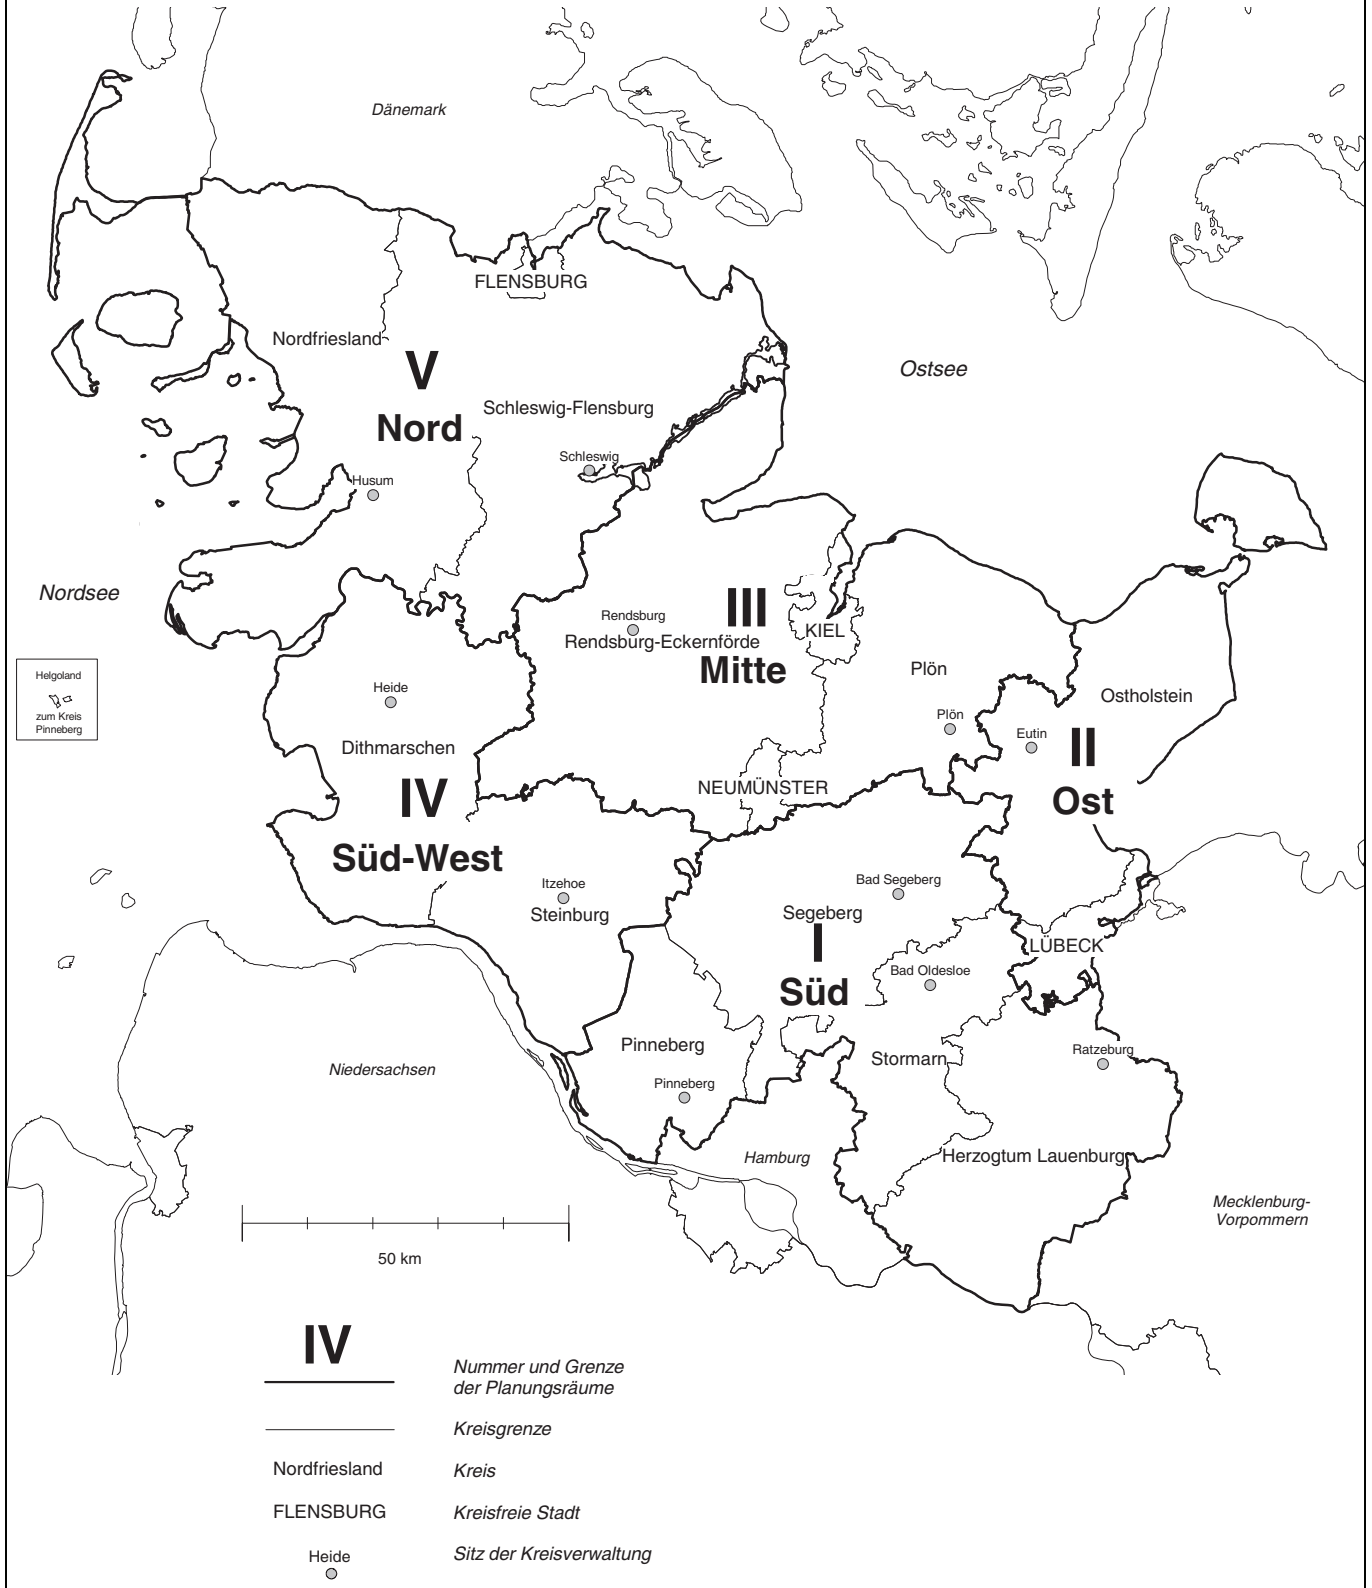 Dänemark
FLENSBURG
Nordfriesland
V
Nord
Ostsee
Schleswig-Flensburg
Schleswig
Husum
Nordsee
III
Mitte
Rendsburg
Rendsburg-Eckernförde
KIEL
Plön
Plön
Ostholstein
Eutin
II
Ost
Helgoland
zum Kreis
Pinneberg
Heide
Dithmarschen
IV
Süd-West
NEUMÜNSTER
Itzehoe
Steinburg
Bad Segeberg
Segeberg
I
Süd
LÜBECK
Bad Oldesloe
Pinneberg
Pinneberg
Stormarn
Ratzeburg
Niedersachsen
Hamburg
Herzogtum Lauenburg
Mecklenburg-
Vorpommern
50 km
IV
Nummer und Grenze
der Planungsräume
Kreisgrenze
Nordfriesland
Kreis
FLENSBURG
Kreisfreie Stadt
Heide
Sitz der Kreisverwaltung